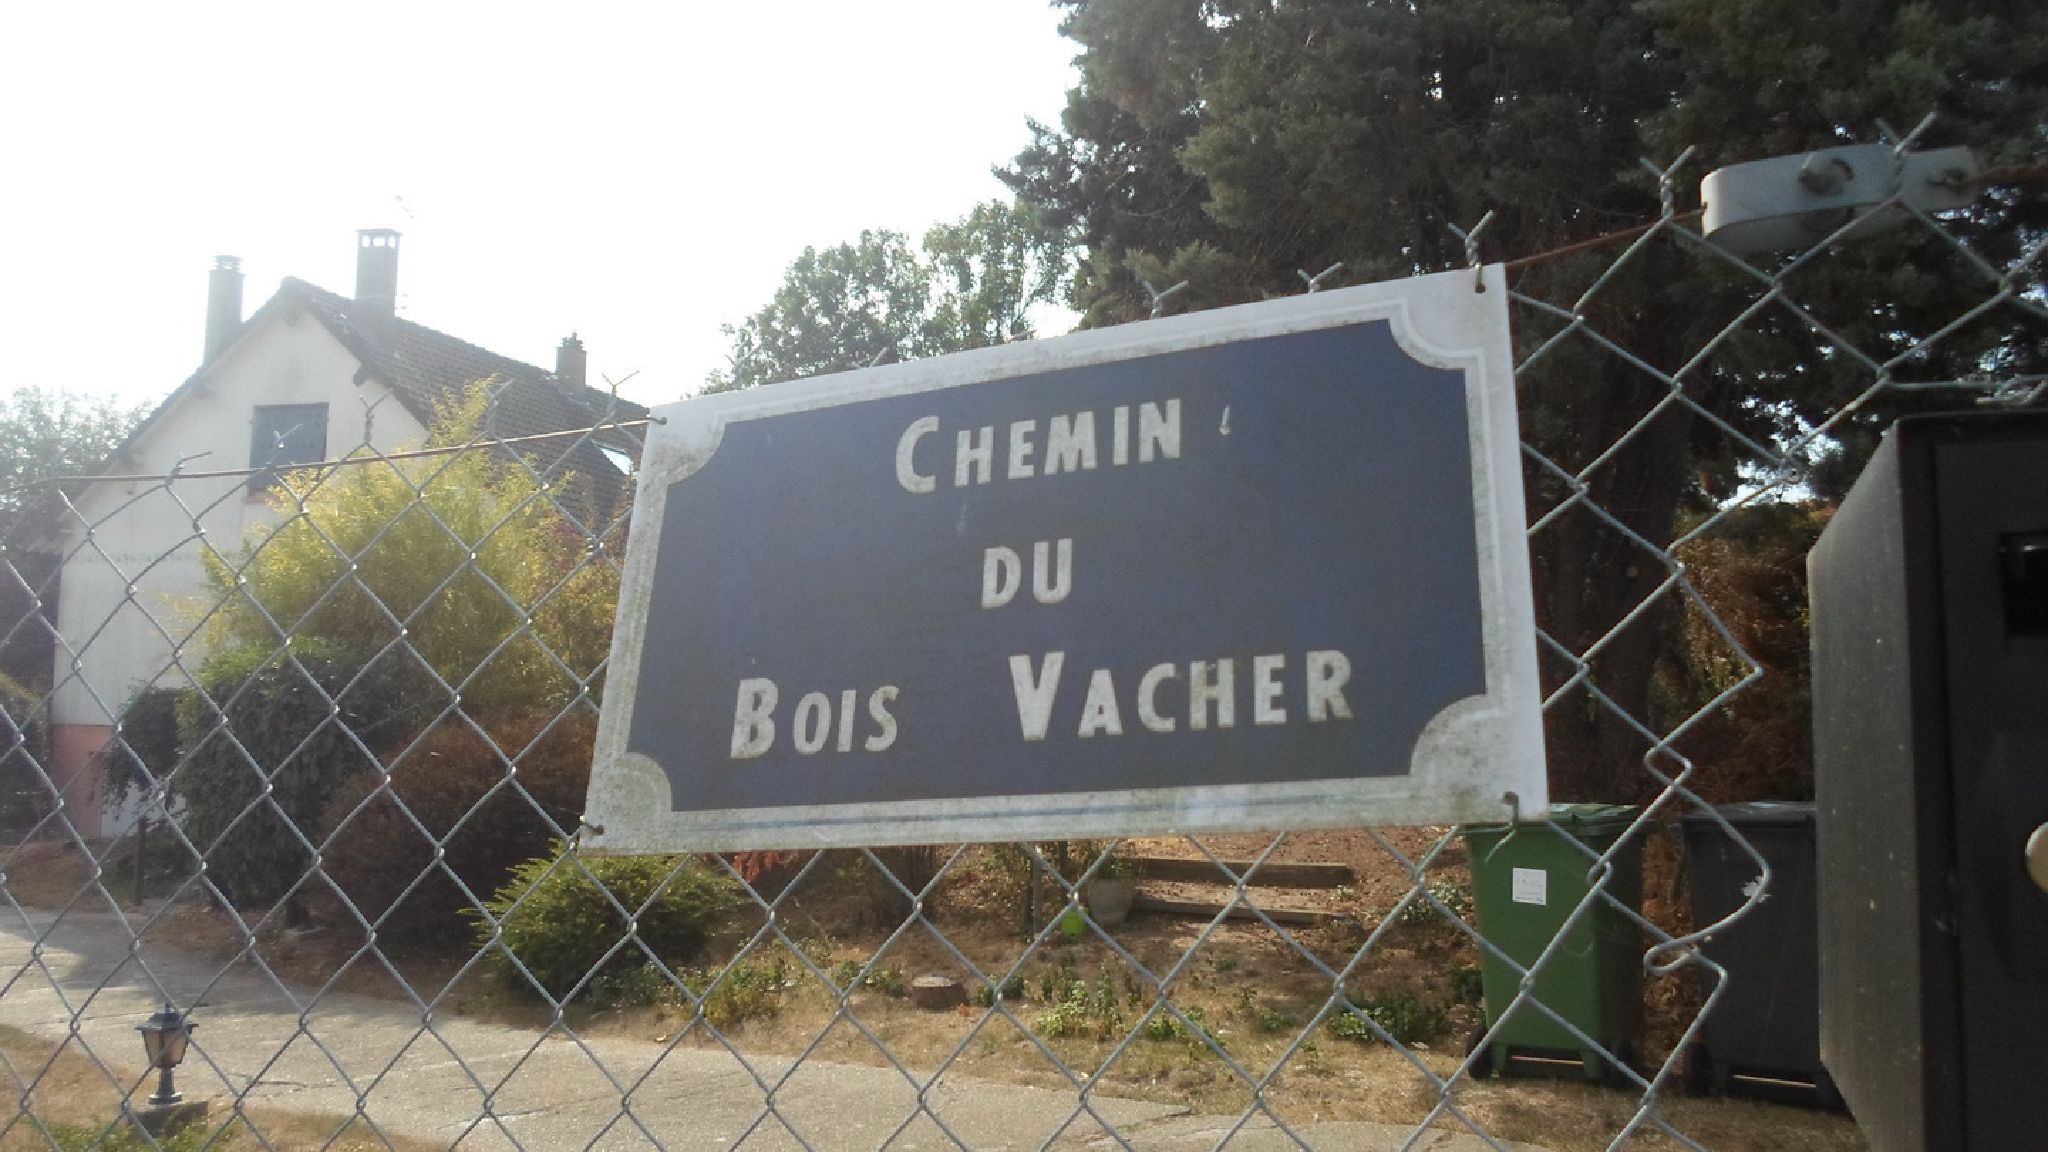 CHEMIN
DU
BOIS VACHER